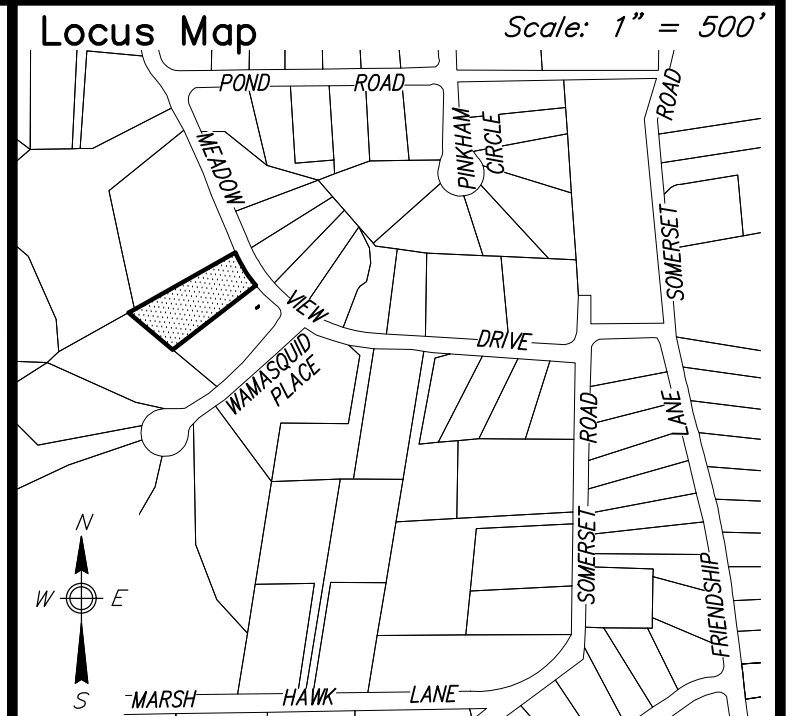 Locus Map
Scale: 1" = 500'
POND ROAD
MEADOW
VIEW
DRIVE
PINKHAM
CIRCLE
ROAD
SOMERSET
WAMASQUID
PLACE
ROAD
SOMERSET
LANE
FRIENDSHIP
N
W E
S
MARSH HAWK LANE